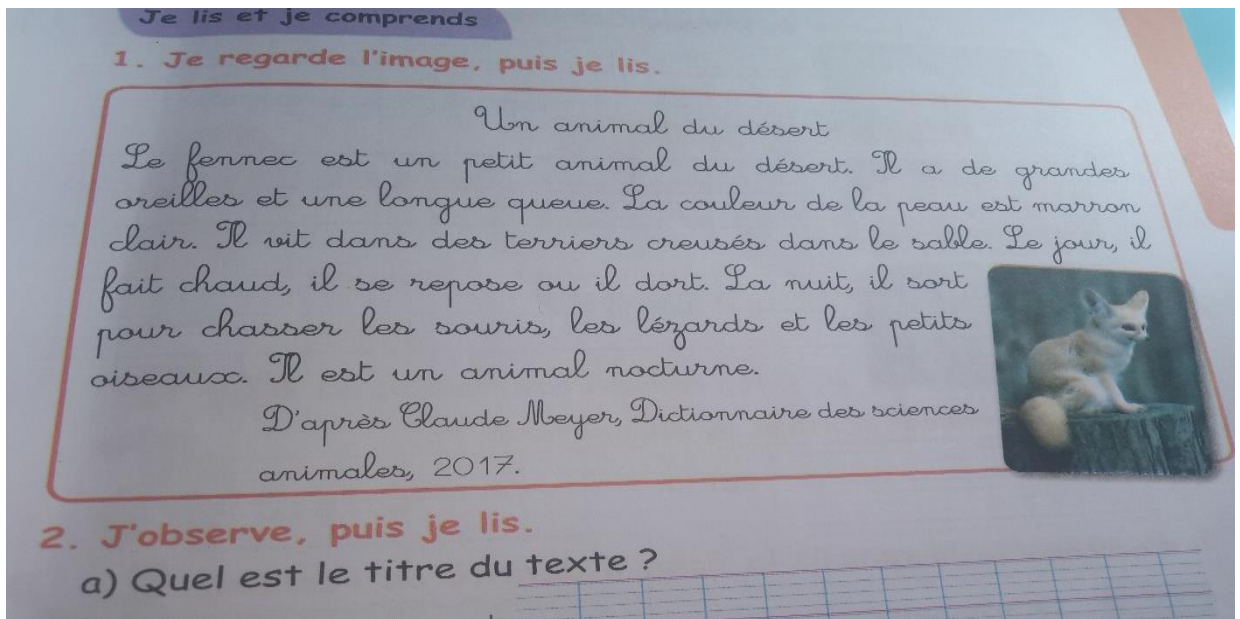 Je lis et je comprends
1. Je regarde l'image, puis je lis.
Un animal du désert
Le fennec est un petit animal du désert. Il a de grandes
oreilles et une longue queue. La couleur de la peau est marron
clair. Il vit dans des terriers creusés dans le sable. Le jour, il
fait chaud, il se repose ou il dort. La nuit, il sort
pour chasser les souris, les lézards et les petits
oiseaux. Il est un animal nocturne.
D'après Claude Meyer, Dictionnaire des sciences
animales, 2017.
2. J'observe, puis je lis.
a) Quel est le titre du texte ?